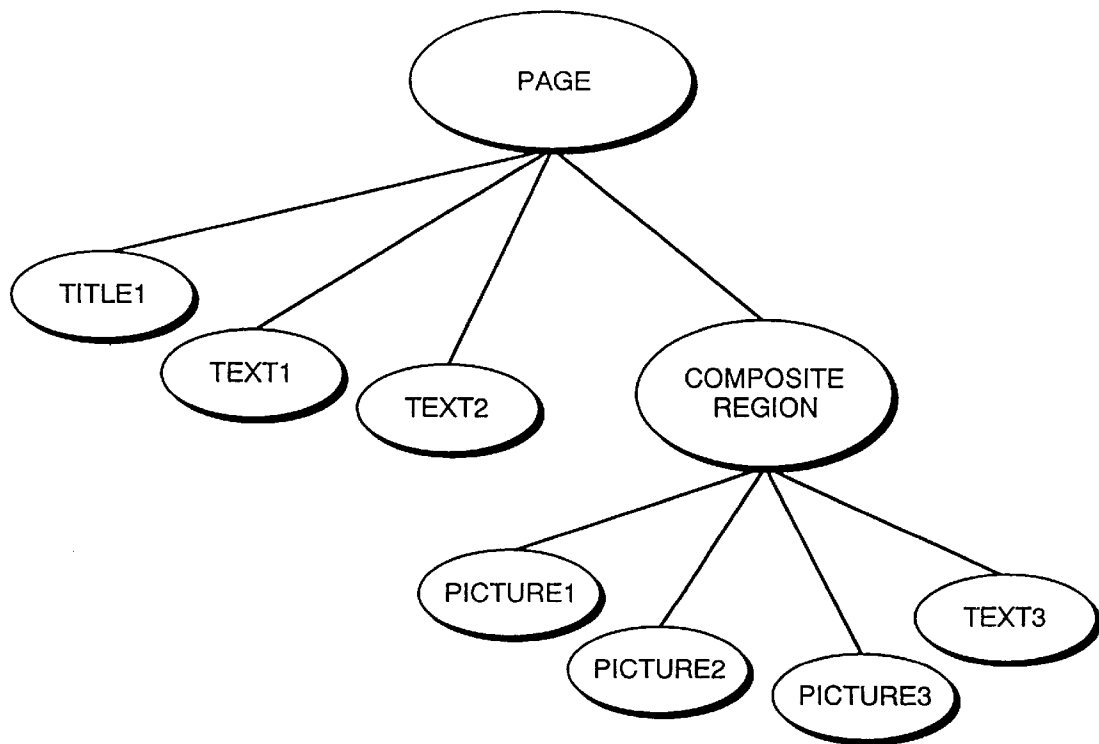 PAGE
TITLE1
TEXT1
TEXT2
COMPOSITE
REGION
PICTURE1
PICTURE2
PICTURE3
TEXT3